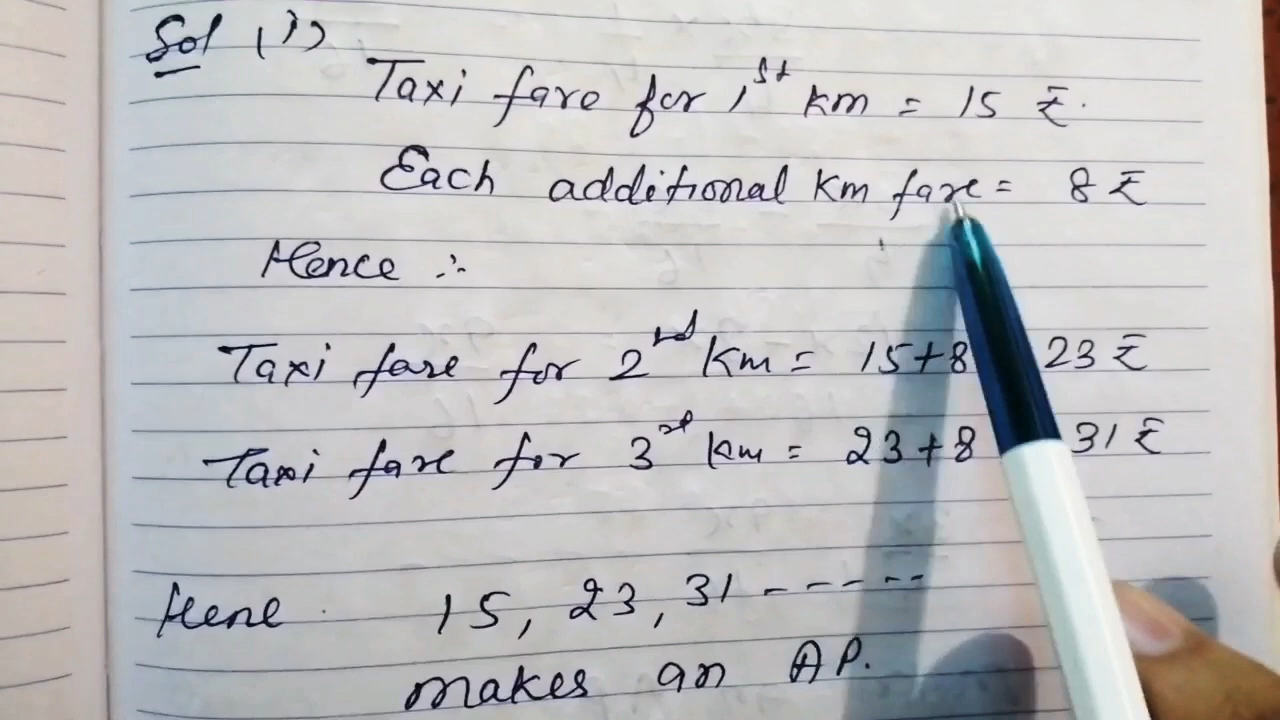 Sol (i)
Taxi fare for 1st km = 15 ₹.
Each additional km fare = 8 ₹
Hence ∴
Taxi fare for 2nd km = 15+8 23 ₹
Taxi fare for 3rd km = 23+8 31 ₹
Here 15, 23, 31 ------
makes an AP.